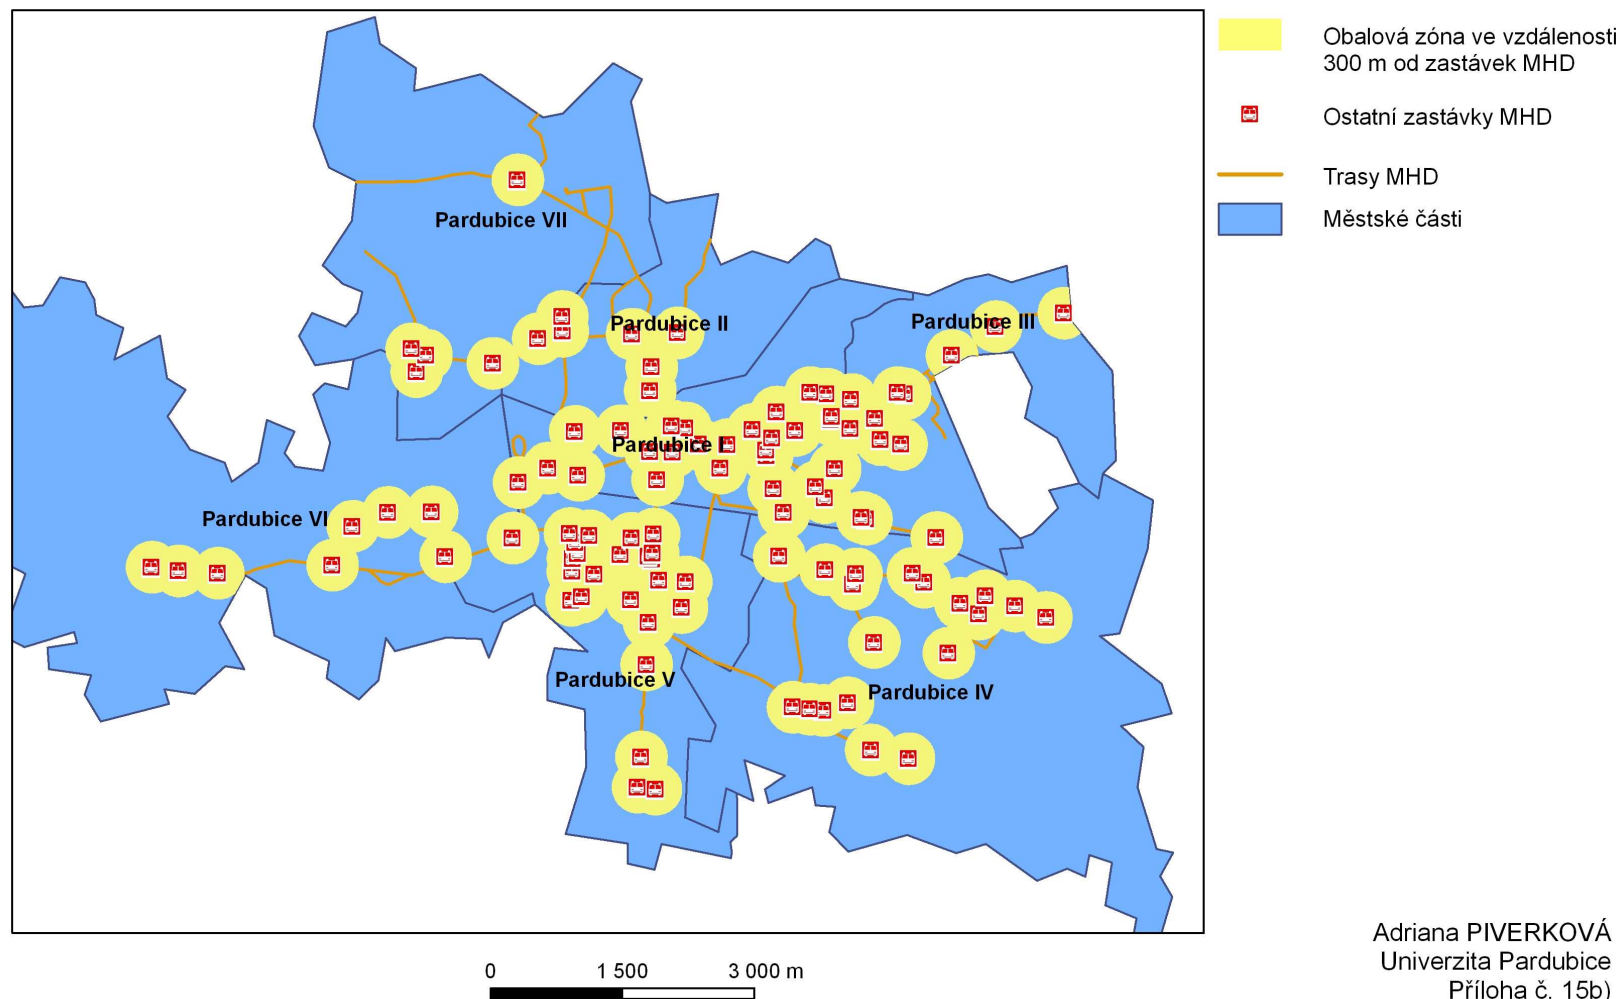 Obalová zóna ve vzdálenosti
300 m od zastávek MHD
Ostatní zastávky MHD
Trasy MHD
Městské části
Pardubice VII
Pardubice II
Pardubice III
Pardubice I
Pardubice VI
Pardubice V
Pardubice IV
0 1 500 3 000 m
Adriana PIVERKOVÁ
Univerzita Pardubice
Příloha č. 15b)